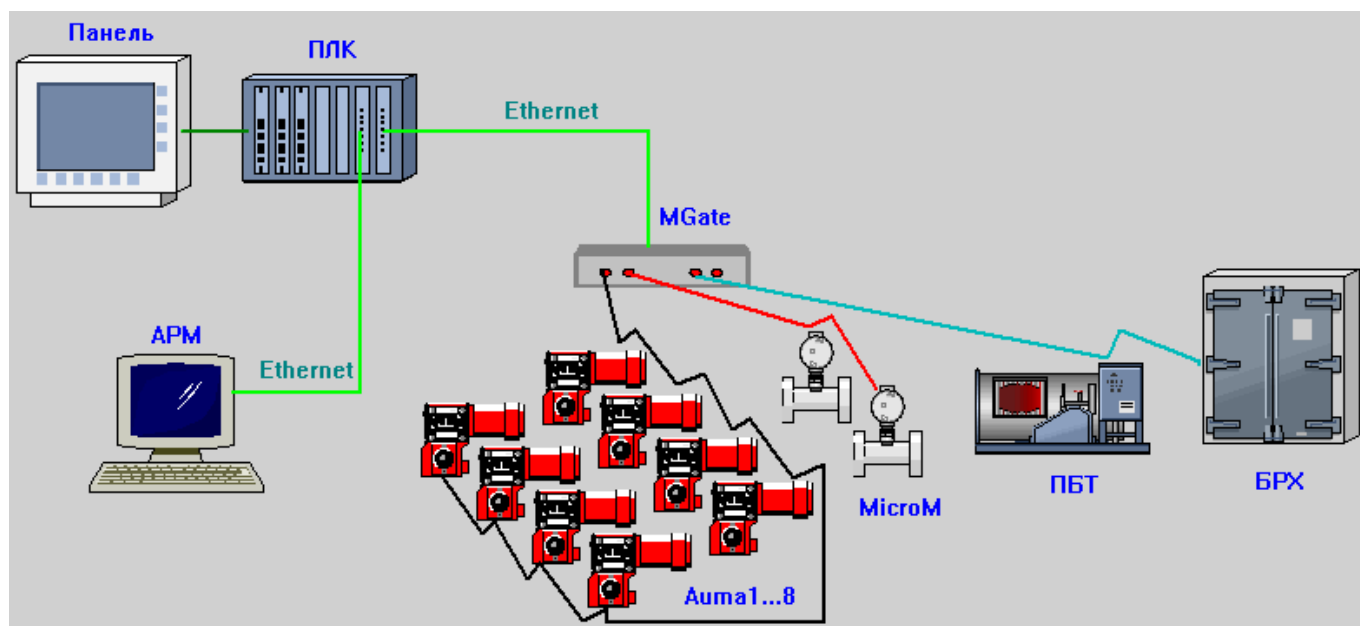 Панель
ПЛК
Ethernet
MGate
АРМ
Ethernet
ПБТ
БРХ
MicroM
Auma1...8